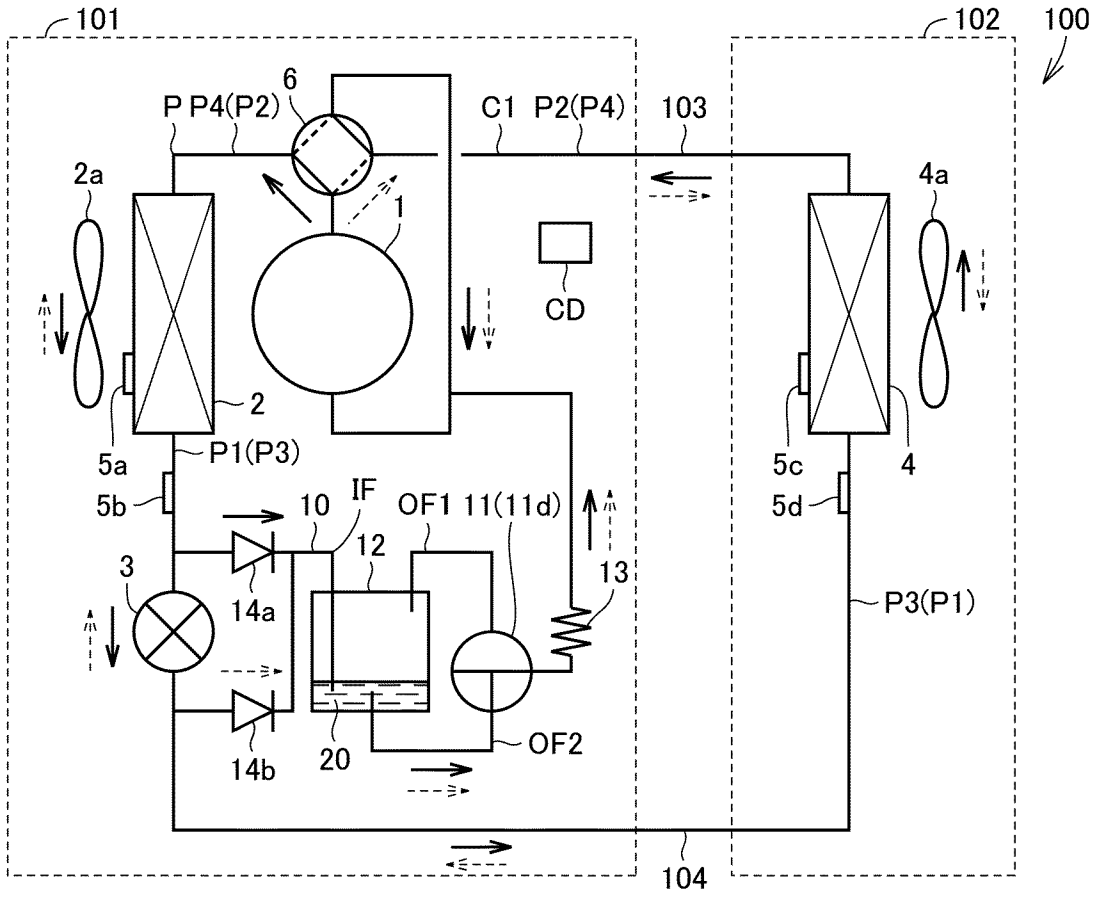 101
102
100
6
P P4(P2)
C1 P2(P4) 103
2a
4a
1
CD
2
4
5a
P1(P3)
5c
5b
5d
IF
10
OF1 11(11d)
12
3
14a
13
P3(P1)
20
OF2
14b
104